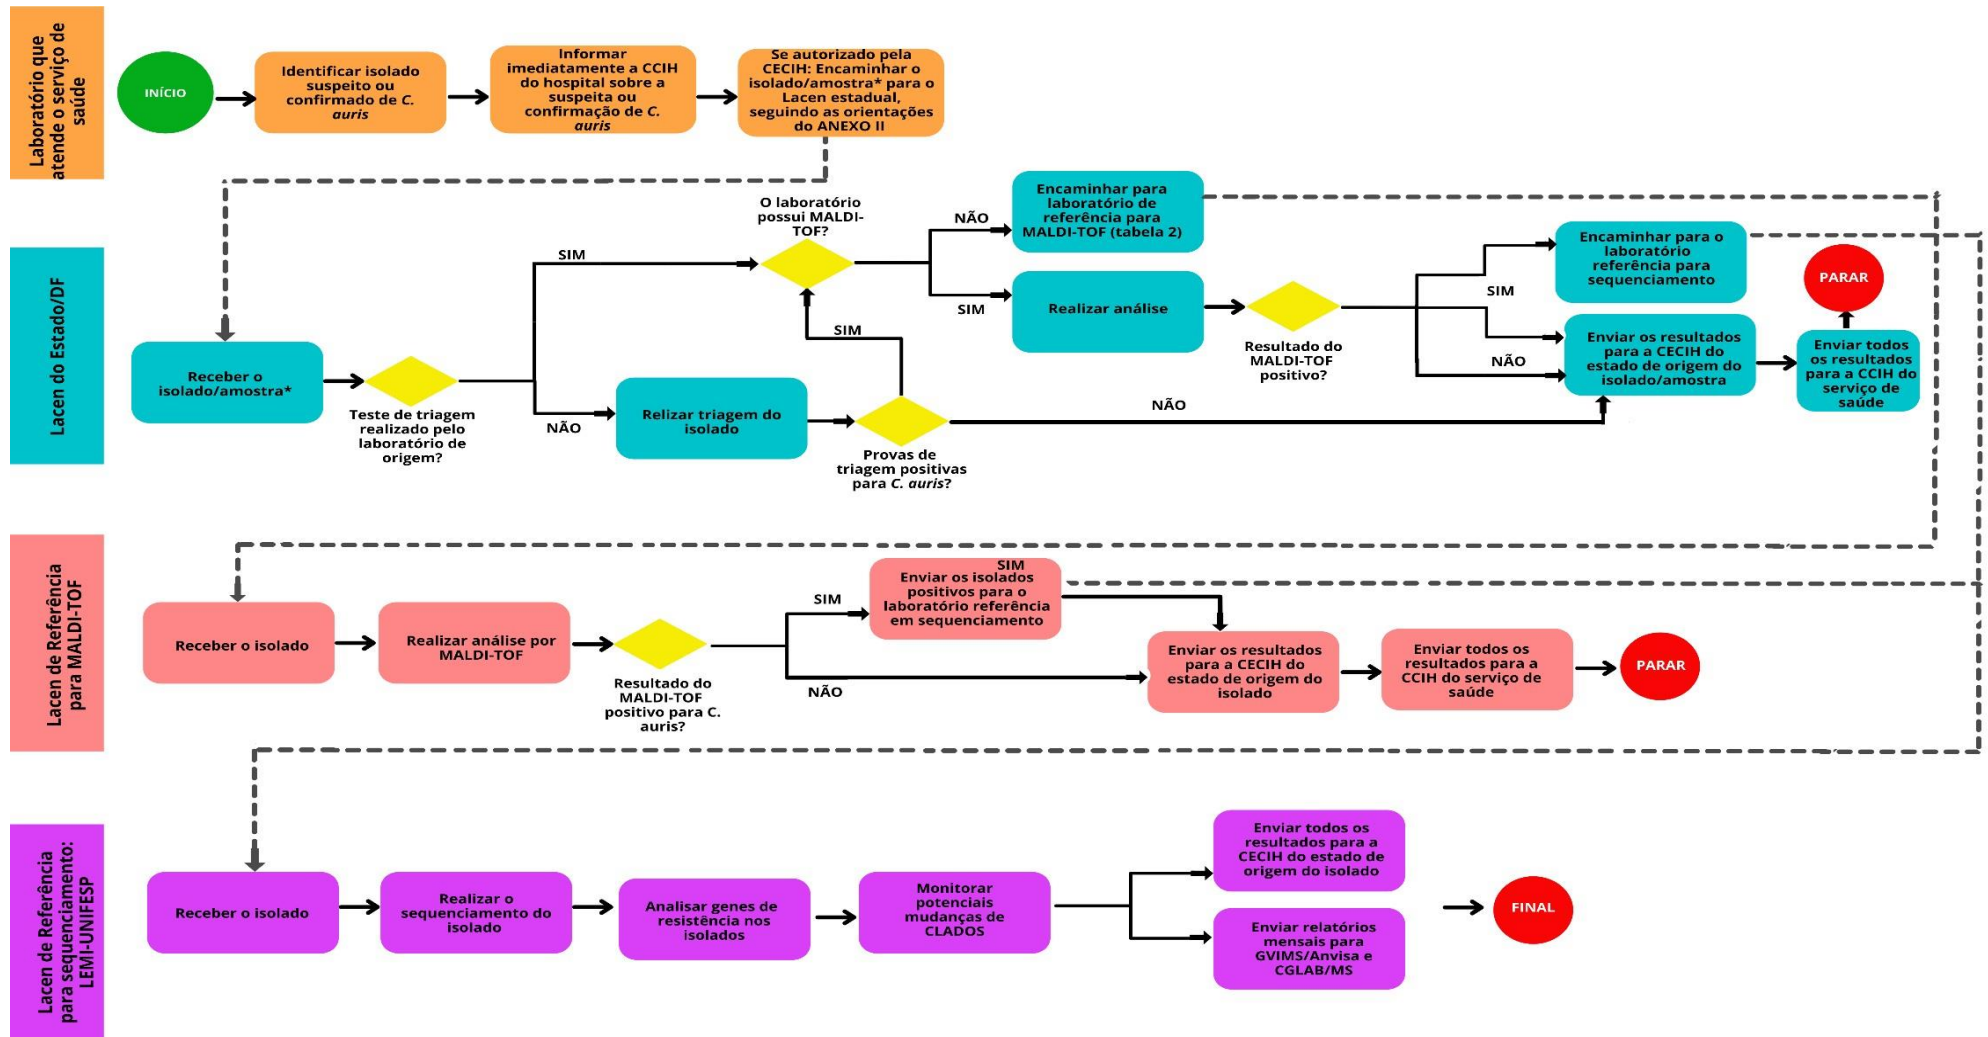 Laboratório que
atende o serviço de
saúde
INÍCIO
Identificar isolado
suspeito ou
confirmado de C.
auris
Informar
imediatamente a CCIH
do hospital sobre a
suspeita ou
confirmação de C.
auris
Se autorizado pela
CECIH: Encaminhar o
isolado/amostra* para o
Lacen estadual,
seguindo as orientações
do ANEXO II
Lacen do Estado/DF
Receber o
isolado/amostra*
Teste de triagem
realizado pelo
laboratório de
origem?
SIM
NÃO
Relizar triagem do
isolado
Provas de
triagem positivas
para C. auris?
SIM
NÃO
O laboratório
possui MALDI-
TOF?
NÃO
SIM
Encaminhar para
laboratório de
referência para
MALDI-TOF (tabela 2)
Realizar análise
Resultado do
MALDI-TOF
positivo?
SIM
NÃO
Encaminhar para o
laboratório
referência para
sequenciamento
Enviar os resultados
para a CECIH do
estado de origem do
isolado/amostra
Enviar todos
os resultados
para a CCIH do
serviço de
saúde
PARAR
Lacen de Referência
para MALDI-TOF
Receber o isolado
Realizar análise por
MALDI-TOF
Resultado do
MALDI-TOF
positivo para C.
auris?
SIM
NÃO
SIM
Enviar os isolados
positivos para o
laboratório referência
em sequenciamento
Enviar os resultados
para a CECIH do
estado de origem do
isolado
Enviar todos os
resultados para a
CCIH do serviço de
saúde
PARAR
Lacen de Referência
para sequenciamento:
LEMI-UNIFESP
Receber o isolado
Realizar o
sequenciamento do
isolado
Analisar genes de
resistência nos
isolados
Monitorar
potenciais
mudanças de
CLADOS
Enviar todos os
resultados para a
CECIH do estado de
origem do isolado
Enviar relatórios
mensais para
GVIMS/Anvisa e
CGLAB/MS
FINAL